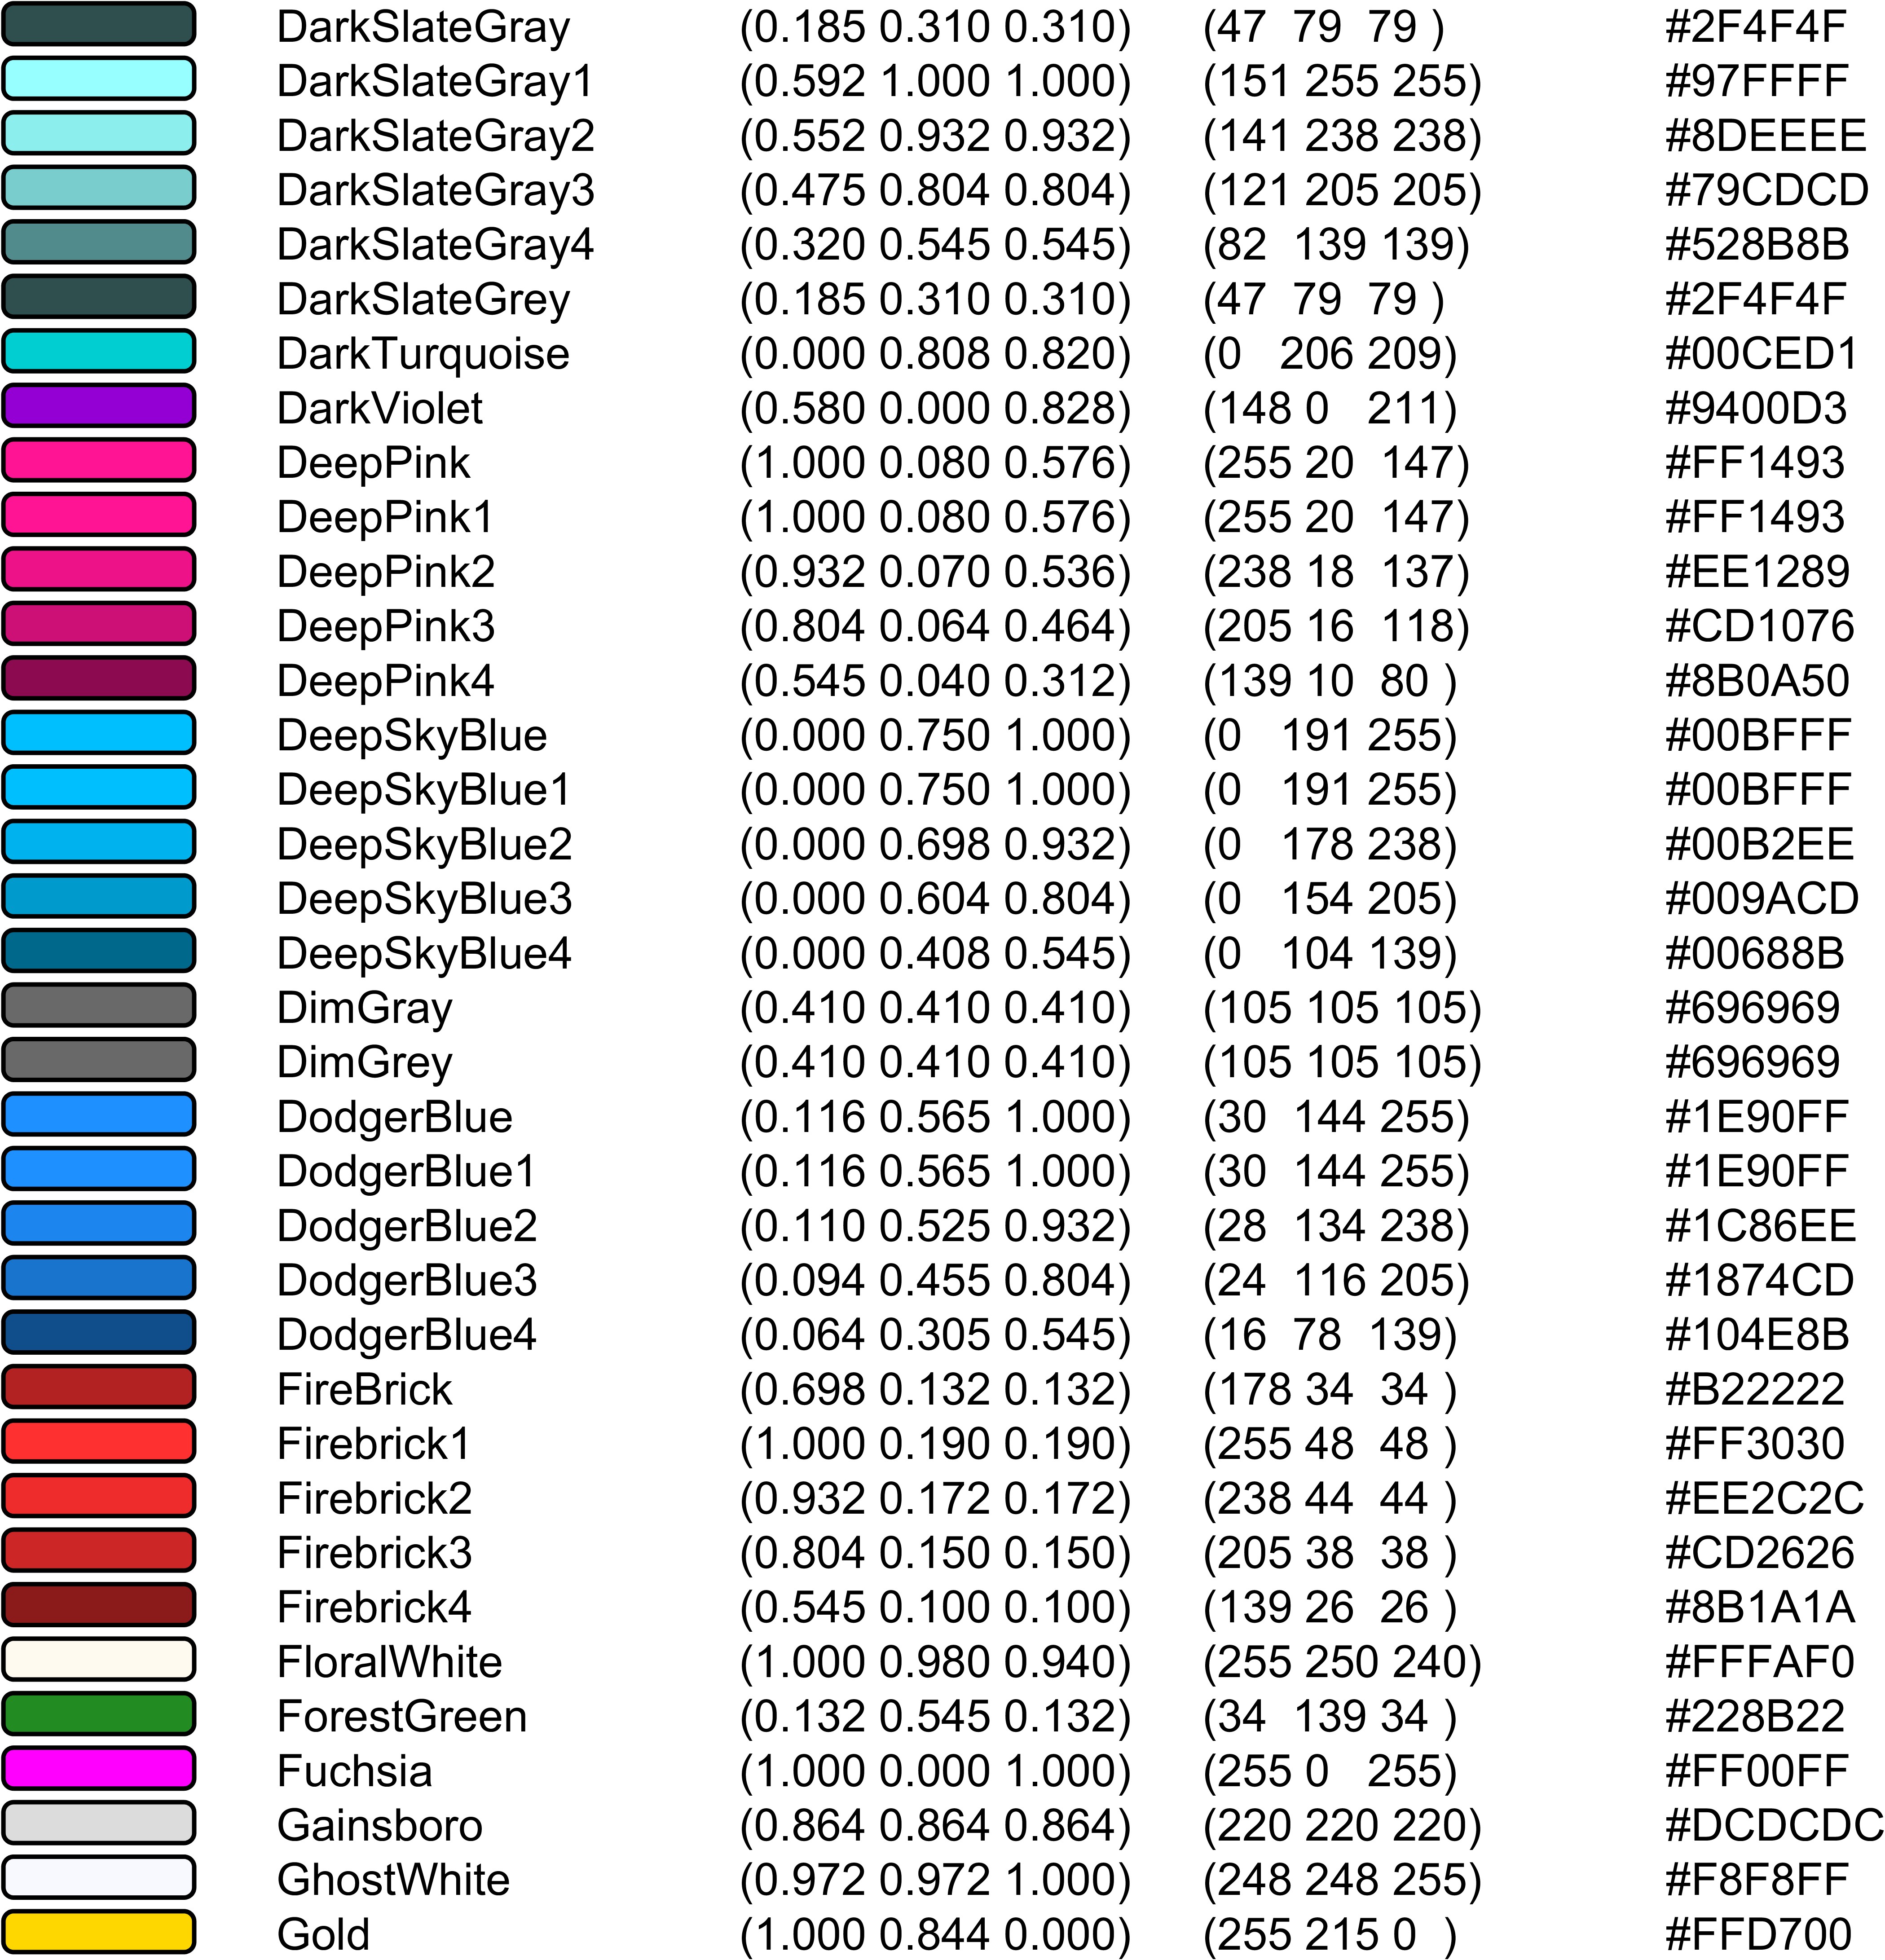 DarkSlateGray (0.185 0.310 0.310) (47 79 79 ) #2F4F4F
DarkSlateGray1 (0.592 1.000 1.000) (151 255 255) #97FFFF
DarkSlateGray2 (0.552 0.932 0.932) (141 238 238) #8DEEEE
DarkSlateGray3 (0.475 0.804 0.804) (121 205 205) #79CDCD
DarkSlateGray4 (0.320 0.545 0.545) (82 139 139) #528B8B
DarkSlateGrey (0.185 0.310 0.310) (47 79 79 ) #2F4F4F
DarkTurquoise (0.000 0.808 0.820) (0 206 209) #00CED1
DarkViolet (0.580 0.000 0.828) (148 0 211) #9400D3
DeepPink (1.000 0.080 0.576) (255 20 147) #FF1493
DeepPink1 (1.000 0.080 0.576) (255 20 147) #FF1493
DeepPink2 (0.932 0.070 0.536) (238 18 137) #EE1289
DeepPink3 (0.804 0.064 0.464) (205 16 118) #CD1076
DeepPink4 (0.545 0.040 0.312) (139 10 80 ) #8B0A50
DeepSkyBlue (0.000 0.750 1.000) (0 191 255) #00BFFF
DeepSkyBlue1 (0.000 0.750 1.000) (0 191 255) #00BFFF
DeepSkyBlue2 (0.000 0.698 0.932) (0 178 238) #00B2EE
DeepSkyBlue3 (0.000 0.604 0.804) (0 154 205) #009ACD
DeepSkyBlue4 (0.000 0.408 0.545) (0 104 139) #00688B
DimGray (0.410 0.410 0.410) (105 105 105) #696969
DimGrey (0.410 0.410 0.410) (105 105 105) #696969
DodgerBlue (0.116 0.565 1.000) (30 144 255) #1E90FF
DodgerBlue1 (0.116 0.565 1.000) (30 144 255) #1E90FF
DodgerBlue2 (0.110 0.525 0.932) (28 134 238) #1C86EE
DodgerBlue3 (0.094 0.455 0.804) (24 116 205) #1874CD
DodgerBlue4 (0.064 0.305 0.545) (16 78 139) #104E8B
FireBrick (0.698 0.132 0.132) (178 34 34 ) #B22222
Firebrick1 (1.000 0.190 0.190) (255 48 48 ) #FF3030
Firebrick2 (0.932 0.172 0.172) (238 44 44 ) #EE2C2C
Firebrick3 (0.804 0.150 0.150) (205 38 38 ) #CD2626
Firebrick4 (0.545 0.100 0.100) (139 26 26 ) #8B1A1A
FloralWhite (1.000 0.980 0.940) (255 250 240) #FFFAF0
ForestGreen (0.132 0.545 0.132) (34 139 34 ) #228B22
Fuchsia (1.000 0.000 1.000) (255 0 255) #FF00FF
Gainsboro (0.864 0.864 0.864) (220 220 220) #DCDCDC
GhostWhite (0.972 0.972 1.000) (248 248 255) #F8F8FF
Gold (1.000 0.844 0.000) (255 215 0 ) #FFD700